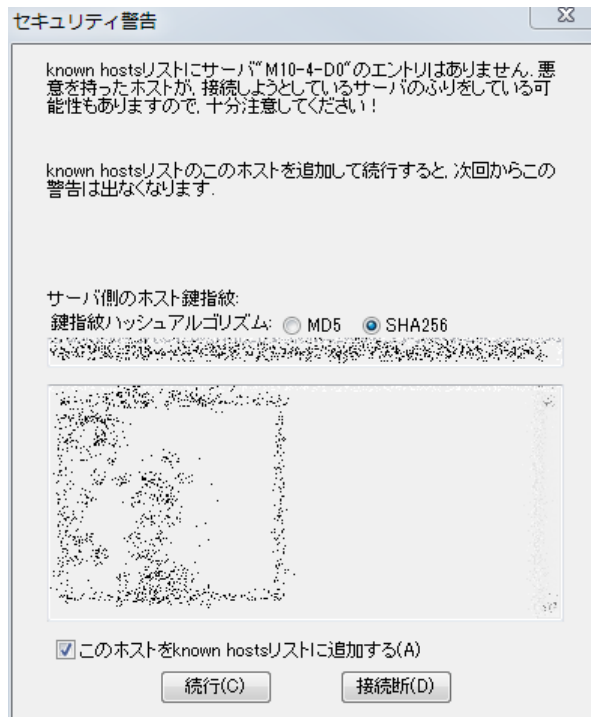 セキュリティ警告
known hostsリストにサーバ"M10-4-D0"のエントリはありません. 悪
意を持ったホストが, 接続しようとしているサーバのふりをしている可
能性もありますので, 十分注意してください!
known hostsリストのこのホストを追加して続行すると, 次回からこの
警告は出なくなります.
サーバ側のホスト鍵指紋:
鍵指紋ハッシュアルゴリズム: MD5 SHA256
このホストをknown hostsリストに追加する(A)
続行(C) 接続断(D)